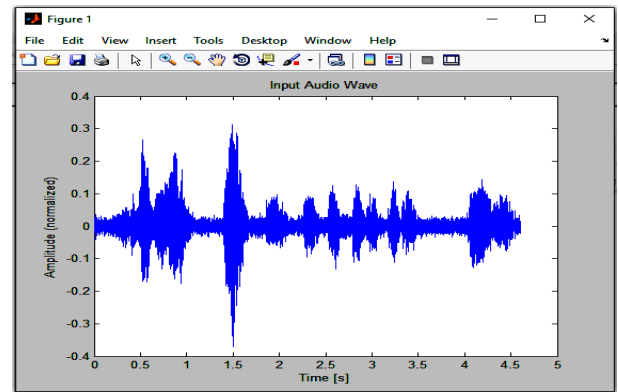 Figure 1
File Edit View Insert Tools Desktop Window Help
Input Audio Wave
Amplitude (normalized)
0.4
0.3
0.2
0.1
0
-0.1
-0.2
-0.3
-0.4
0 0.5 1 1.5 2 2.5 3 3.5 4 4.5 5
Time [s]